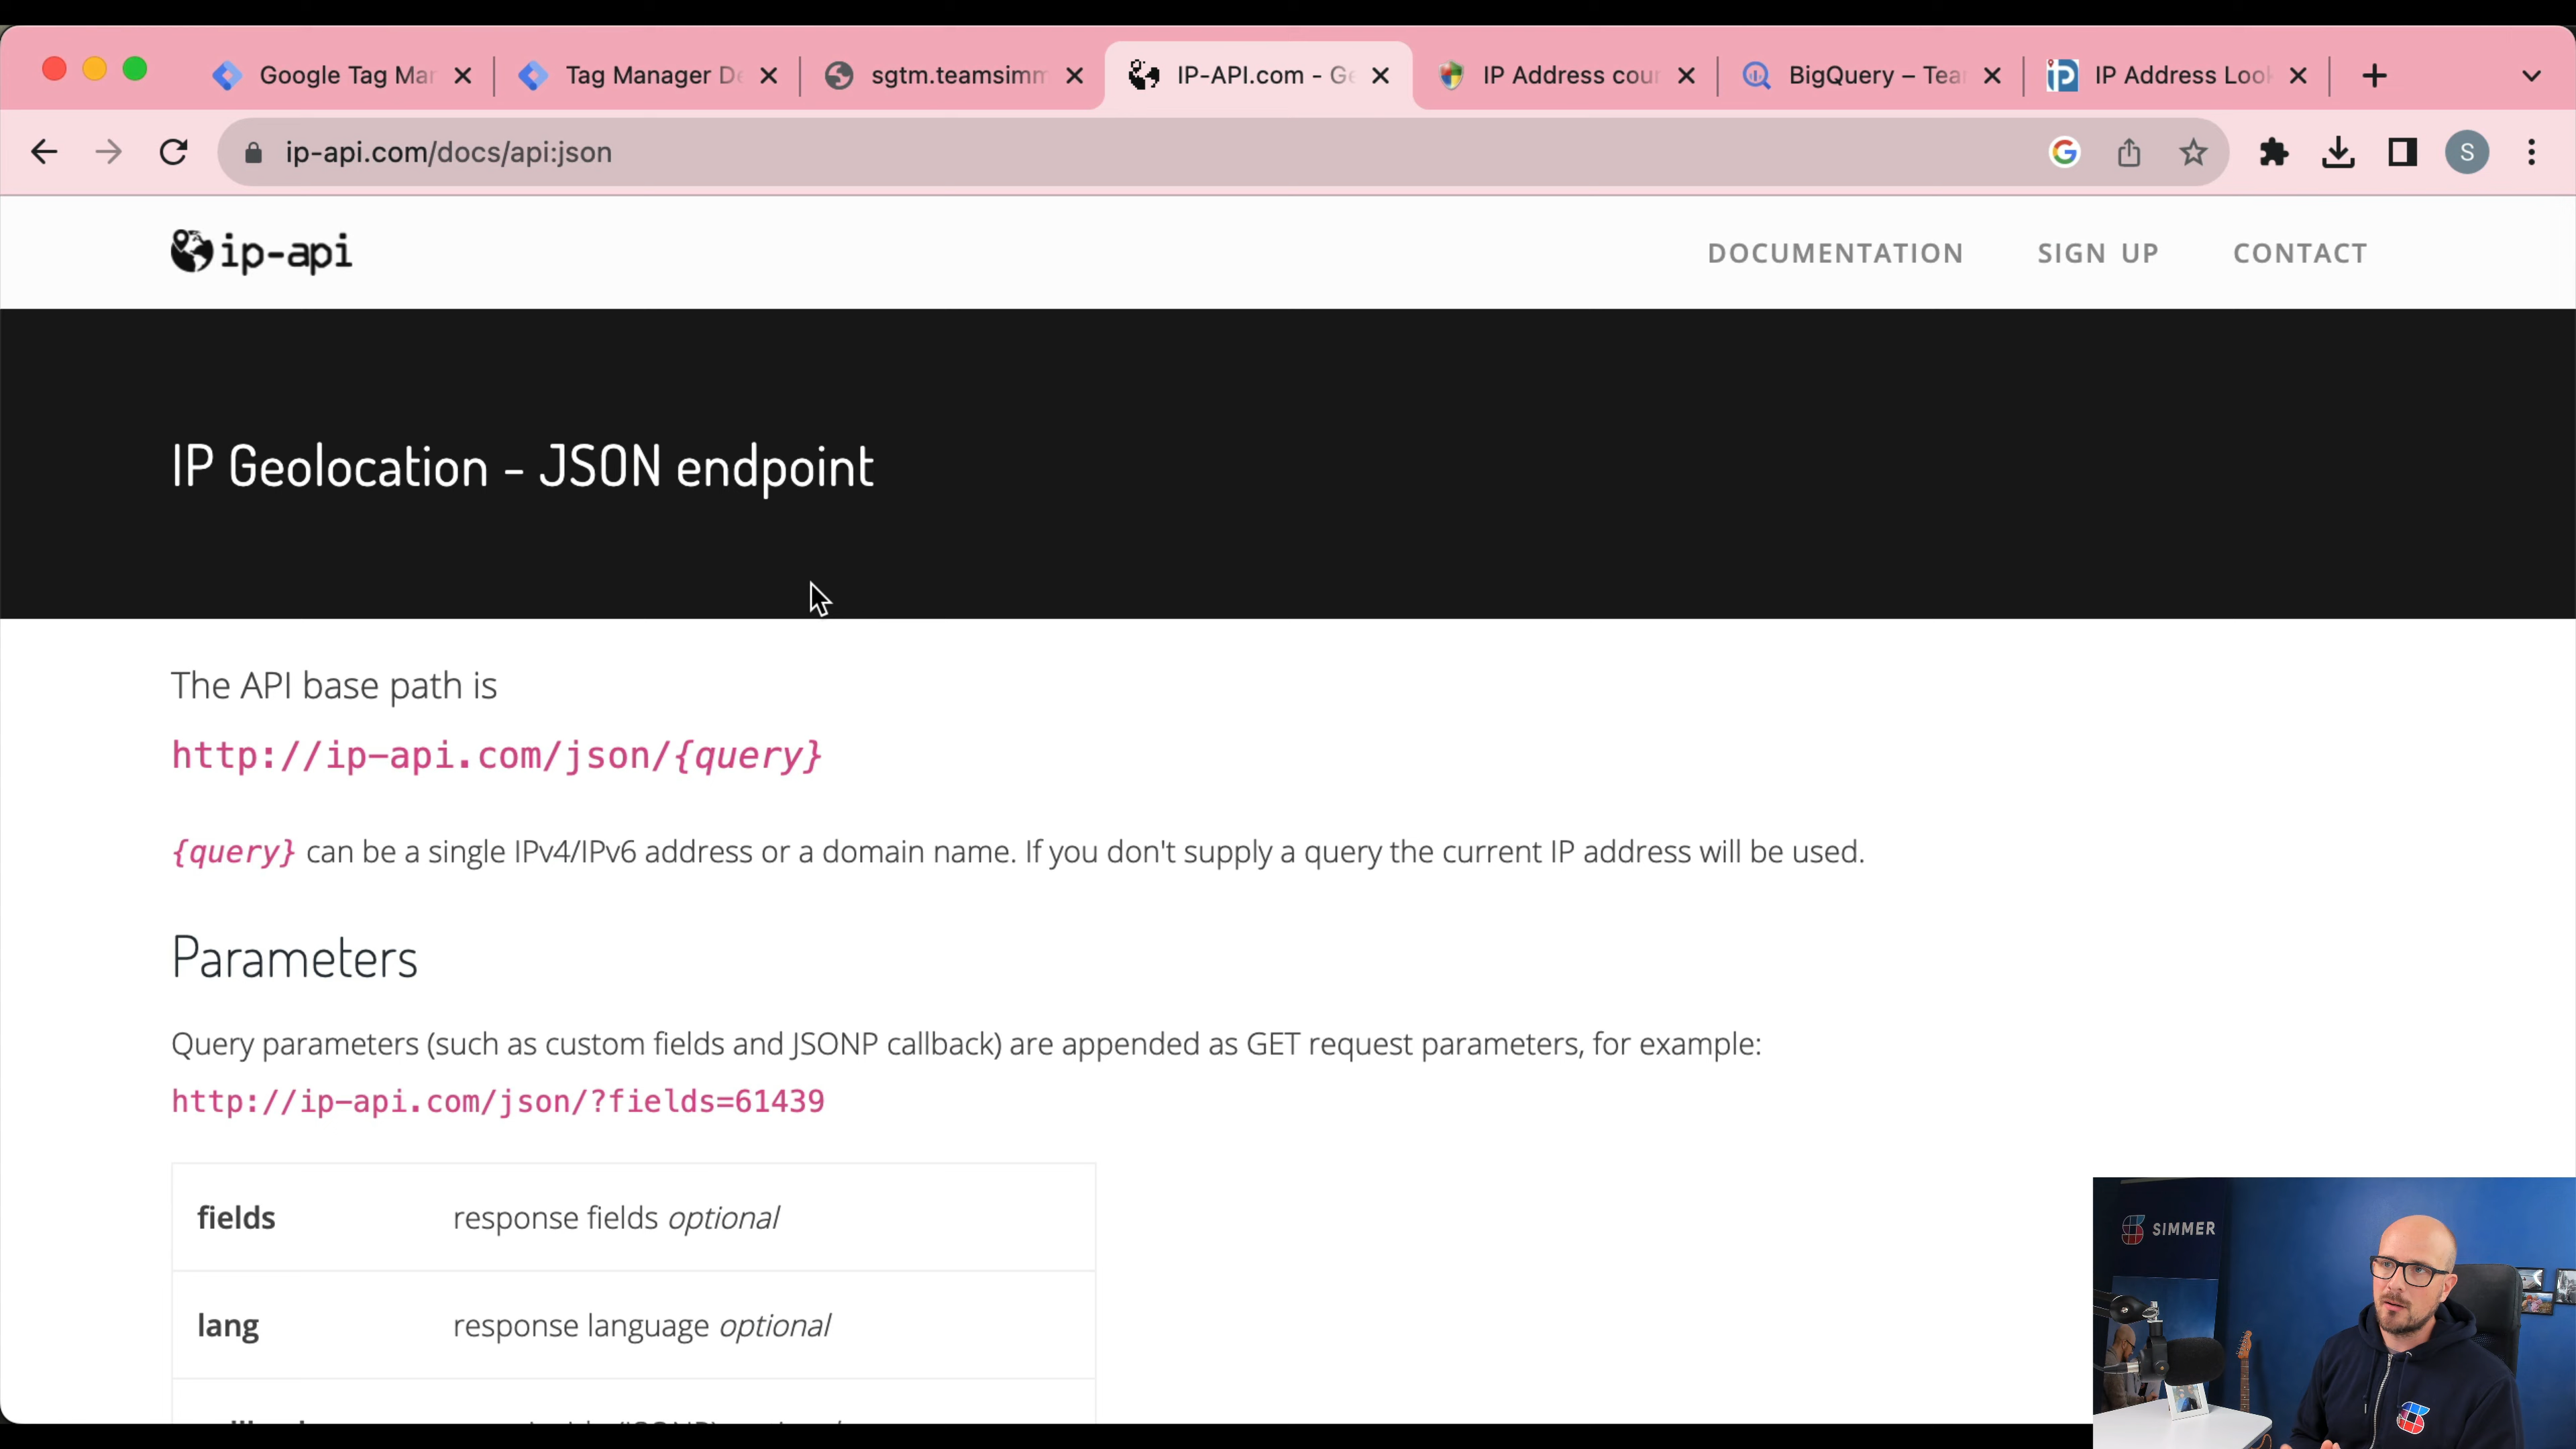 Google Tag Mar
Tag Manager De
sgtm.teamsimm
IP-API.com - Ge
IP Address cour
BigQuery – Tea
IP Address Look
ip-api.com/docs/api:json
S
ip-api
DOCUMENTATION
SIGN UP
CONTACT
IP Geolocation - JSON endpoint
The API base path is
http://ip-api.com/json/{query}
{query} can be a single IPv4/IPv6 address or a domain name. If you don't supply a query the current IP address will be used.
Parameters
Query parameters (such as custom fields and JSONP callback) are appended as GET request parameters, for example:
http://ip-api.com/json/?fields=61439
fields response fields optional
lang response language optional
SIMMER